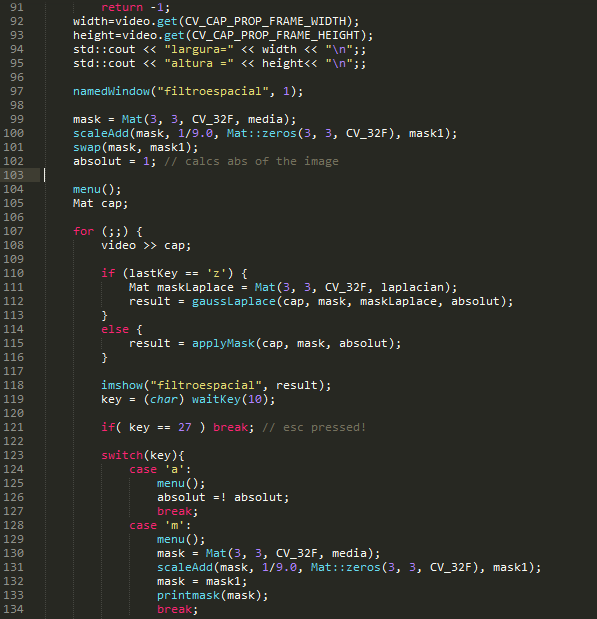 91 return -1;
92 width=video.get(CV_CAP_PROP_FRAME_WIDTH);
93 height=video.get(CV_CAP_PROP_FRAME_HEIGHT);
94 std::cout << "largura=" << width << "\n";;
95 std::cout << "altura =" << height<< "\n";;
96
97 namedWindow("filtroespacial", 1);
98
99 mask = Mat(3, 3, CV_32F, media);
100 scaleAdd(mask, 1/9.0, Mat::zeros(3, 3, CV_32F), mask1);
101 swap(mask, mask1);
102 absolut = 1; // calcs abs of the image
103
104 menu();
105 Mat cap;
106
107 for (;;) {
108 video >> cap;
109
110 if (lastKey == 'z') {
111 Mat maskLaplace = Mat(3, 3, CV_32F, laplacian);
112 result = gaussLaplace(cap, mask, maskLaplace, absolut);
113 }
114 else {
115 result = applyMask(cap, mask, absolut);
116 }
117
118 imshow("filtroespacial", result);
119 key = (char) waitKey(10);
120
121 if( key == 27 ) break; // esc pressed!
122
123 switch(key){
124 case 'a':
125 menu();
126 absolut =! absolut;
127 break;
128 case 'm':
129 menu();
130 mask = Mat(3, 3, CV_32F, media);
131 scaleAdd(mask, 1/9.0, Mat::zeros(3, 3, CV_32F), mask1);
132 mask = mask1;
133 printmask(mask);
134 break;